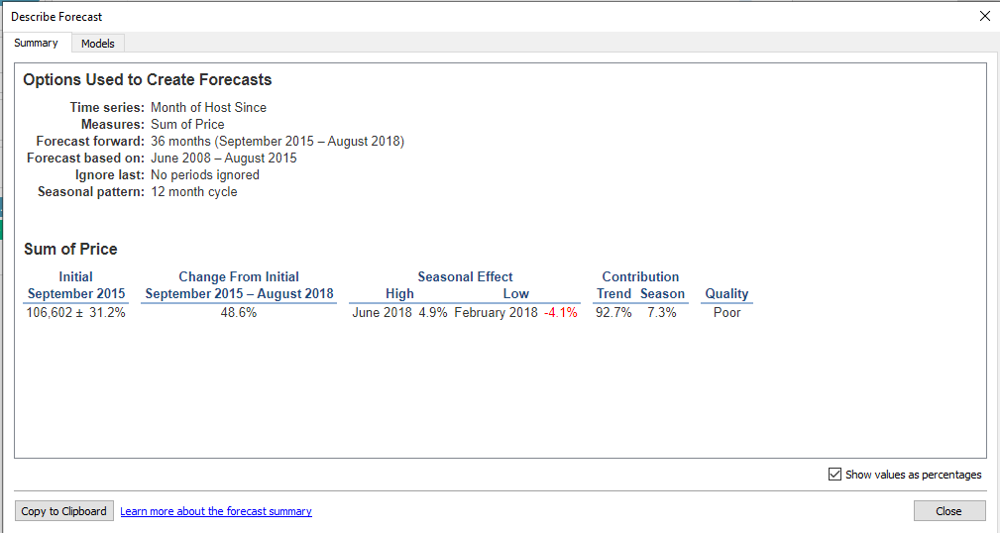 Describe Forecast
Summary Models
Options Used to Create Forecasts
Time series: Month of Host Since
Measures: Sum of Price
Forecast forward: 36 months (September 2015 – August 2018)
Forecast based on: June 2008 – August 2015
Ignore last: No periods ignored
Seasonal pattern: 12 month cycle
Sum of Price
Initial Change From Initial Seasonal Effect Contribution
September 2015 September 2015 – August 2018 High Low Trend Season Quality
106,602 ± 31.2% 48.6% June 2018 4.9% February 2018 -4.1% 92.7% 7.3% Poor
Show values as percentages
Copy to Clipboard Learn more about the forecast summary Close